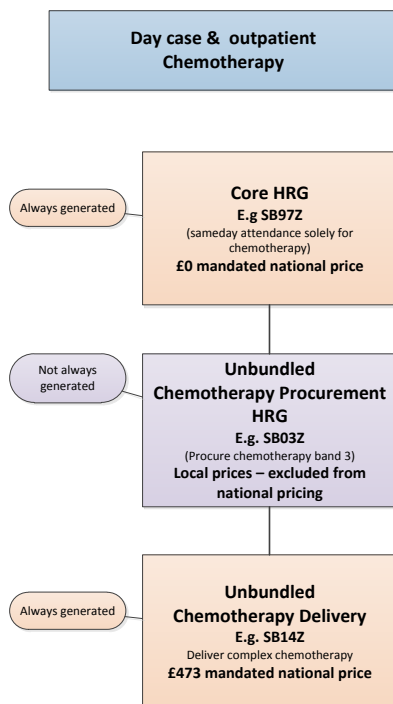 Day case &  outpatient
Chemotherapy
Always generated
Core HRG
E.g SB97Z
(sameday attendance solely for
chemotherapy)
£0 mandated national price
Not always
generated
Unbundled
Chemotherapy Procurement
HRG
E.g. SB03Z
(Procure chemotherapy band 3)
Local prices – excluded from
national pricing
Always generated
Unbundled
Chemotherapy Delivery
E.g. SB14Z
Deliver complex chemotherapy
£473 mandated national price